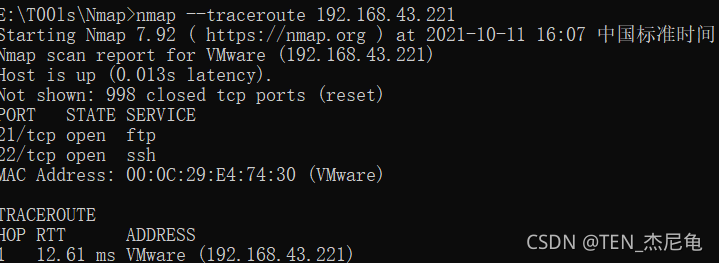 E:\T00ls\Nmap>nmap --traceroute 192.168.43.221
Starting Nmap 7.92 ( https://nmap.org ) at 2021-10-11 16:07 中国标准时间
Nmap scan report for VMware (192.168.43.221)
Host is up (0.013s latency).
Not shown: 998 closed tcp ports (reset)
PORT   STATE SERVICE
21/tcp open  ftp
22/tcp open  ssh
MAC Address: 00:0C:29:E4:74:30 (VMware)
TRACEROUTE
HOP RTT      ADDRESS
1   12.61 ms VMware (192.168.43.221)
CSDN @TEN_杰尼龟